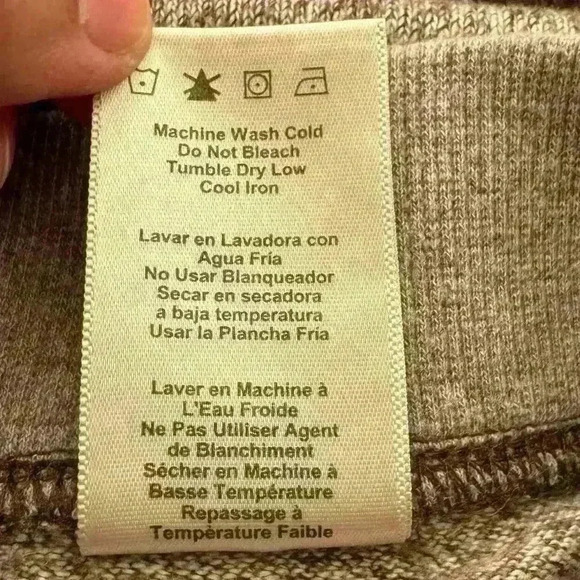 Machine Wash Cold
Do Not Bleach
Tumble Dry Low
Cool Iron
Lavar en Lavadora con
Agua Fría
No Usar Blanqueador
Secar en secadora
a baja temperatura
Usar la Plancha Fría
Laver en Machine à
L'Eau Froide
Ne Pas Utiliser Agent
de Blanchiment
Sécher en Machine à
Basse Température
Repassage à
Température Faible